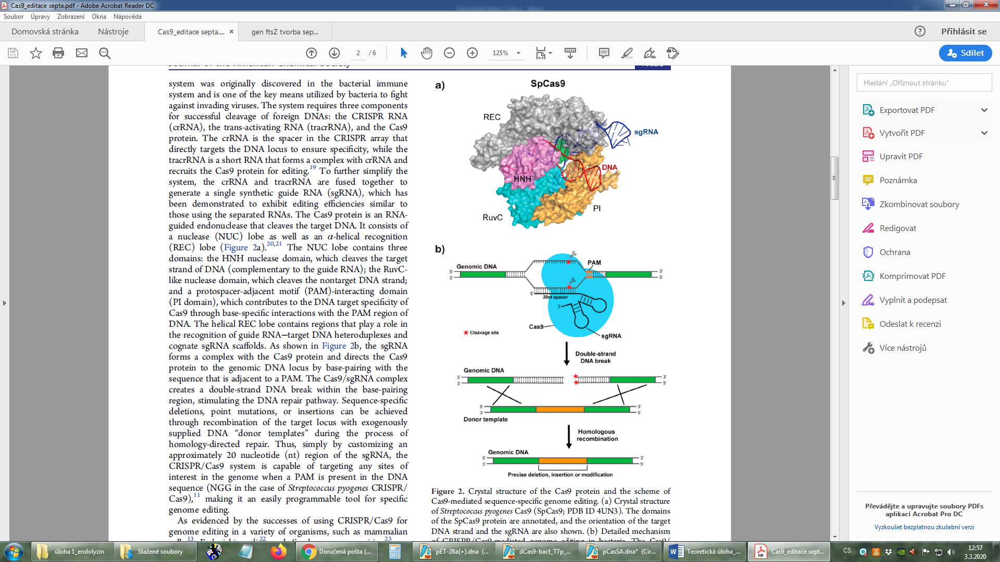 Cas9_editace septa.pdf - Adobe Acrobat Reader DC
Soubor Úpravy Zobrazení Okna Nápověda
Domovská stránka Nástroje Cas9_editace septa.... × gen ftsZ tvorba sep... Přihlásit se
2 / 6 125% Sdílet
Journal of the American Chemical Society Article
system was originally discovered in the bacterial immune
system and is one of the key means utilized by bacteria to fight
against invading viruses. The system requires three components
for successful cleavage of foreign DNAs: the CRISPR RNA
(crRNA), the trans-activating RNA (tracrRNA), and the Cas9
protein. The crRNA is the spacer in the CRISPR array that
directly targets the DNA locus to ensure specificity, while the
tracrRNA is a short RNA that forms a complex with crRNA and
recruits the Cas9 protein for editing.19 To further simplify the
system, the crRNA and tracrRNA are fused together to
generate a single synthetic guide RNA (sgRNA), which has
been demonstrated to exhibit editing efficiencies similar to
those using the separated RNAs. The Cas9 protein is an RNA-
guided endonuclease that cleaves the target DNA. It consists of
a nuclease (NUC) lobe as well as an α-helical recognition
(REC) lobe (Figure 2a).20,21 The NUC lobe contains three
domains: the HNH nuclease domain, which cleaves the target
strand of DNA (complementary to the guide RNA); the RuvC-
like nuclease domain, which cleaves the nontarget DNA strand;
and a protospacer-adjacent motif (PAM)-interacting domain
(PI domain), which contributes to the DNA target specificity of
Cas9 through base-specific interactions with the PAM region of
DNA. The helical REC lobe contains regions that play a role in
the recognition of guide RNA−target DNA heteroduplexes and
cognate sgRNA scaffolds. As shown in Figure 2b, the sgRNA
forms a complex with the Cas9 protein and directs the Cas9
protein to the genomic DNA locus by base-pairing with the
sequence that is adjacent to a PAM. The Cas9/sgRNA complex
creates a double-strand DNA break within the base-pairing
region, stimulating the DNA repair pathway. Sequence-specific
deletions, point mutations, or insertions can be achieved
through recombination of the target locus with exogenously
supplied DNA “donor templates” during the process of
homology-directed repair. Thus, simply by customizing an
approximately 20 nucleotide (nt) region of the sgRNA, the
CRISPR/Cas9 system is capable of targeting any sites of
interest in the genome when a PAM is present in the DNA
sequence (NGG in the case of Streptococcus pyogenes CRISPR/
Cas9),11 making it an easily programmable tool for specific
genome editing.
As evidenced by the successes of using CRISPR/Cas9 for
genome editing in a variety of organisms, such as mammalian
a) SpCas9
REC
sgRNA
DNA
HNH
PI
RuvC
b)
PAM
Genomic DNA
5' 3'
3' 5'
5' 20nt spacer
3'
Cas9
★ Cleavage site
sgRNA
Double-strand
DNA break
Genomic DNA
5' 3'
3' 5'
5' 3'
3' 5'
Donor template
Homologous
recombination
Genomic DNA
5' 3'
3' 5'
Precise deletion, insertion or modification
Figure 2. Crystal structure of the Cas9 protein and the scheme of
Cas9-mediated sequence-specific genome editing. (a) Crystal structure
of Streptococcus pyogenes Cas9 (SpCas9; PDB ID 4UN3). The domains
of the SpCas9 protein are annotated, and the orientation of the target
DNA strand and the sgRNA are also shown. (b) Detailed mechanism
of CRISPR/Cas9-mediated genome editing in bacteria. The Cas9/
Hledání „Oříznout stránku“
Exportovat PDF
Vytvořit PDF
Upravit PDF
Poznámka
Zkombinovat soubory
Redigovat
Ochrana
Komprimovat PDF
Vyplnit a podepsat
Odeslat k recenzi
Více nástrojů
Převádějte a upravujte soubory PDFs
aplikací Acrobat Pro DC
Vyzkoušet bezplatnou zkušební verzi
úloha 1_endolyzin Stažené soubory Doručená pošta (... pET-28a(+).dna (... dCas9-bact_T7p_... pCasSA.dna* (Cir... Teoretická úloha_... Cas9_editace sept... CS 12:57
3.3.2020